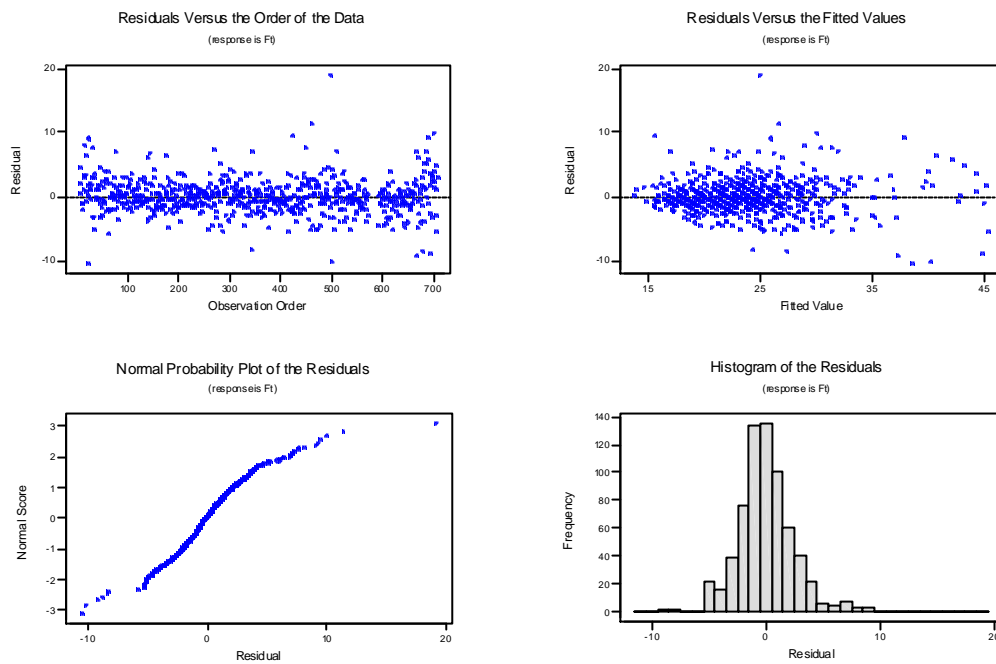 Residuals Versus the Order of the Data
(response is Ft)
20
10
0
-10
Residual
100 200 300 400 500 600 700
Observation Order
Residuals Versus the Fitted Values
(response is Ft)
20
10
0
-10
Residual
15 25 35 45
Fitted Value
Normal Probability Plot of the Residuals
(response is Ft)
3
2
1
0
-1
-2
-3
Normal Score
-10 0 10 20
Residual
Histogram of the Residuals
(response is Ft)
140
120
100
80
60
40
20
0
Frequency
-10 0 10 20
Residual